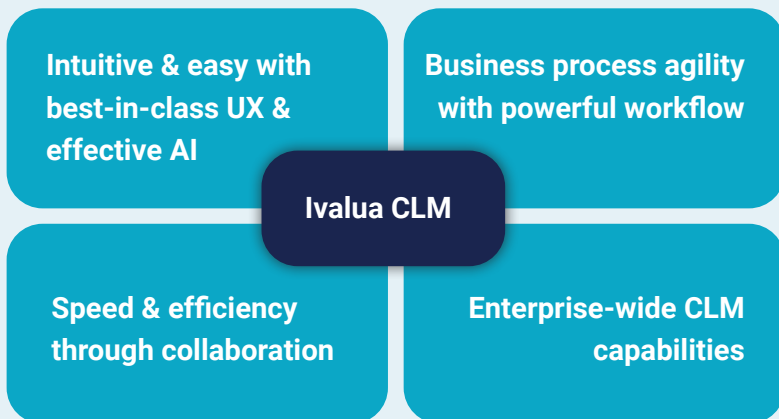 Intuitive & easy with
best-in-class UX &
effective AI
Business process agility
with powerful workflow
Ivalua CLM
Speed & efficiency
through collaboration
Enterprise-wide CLM
capabilities